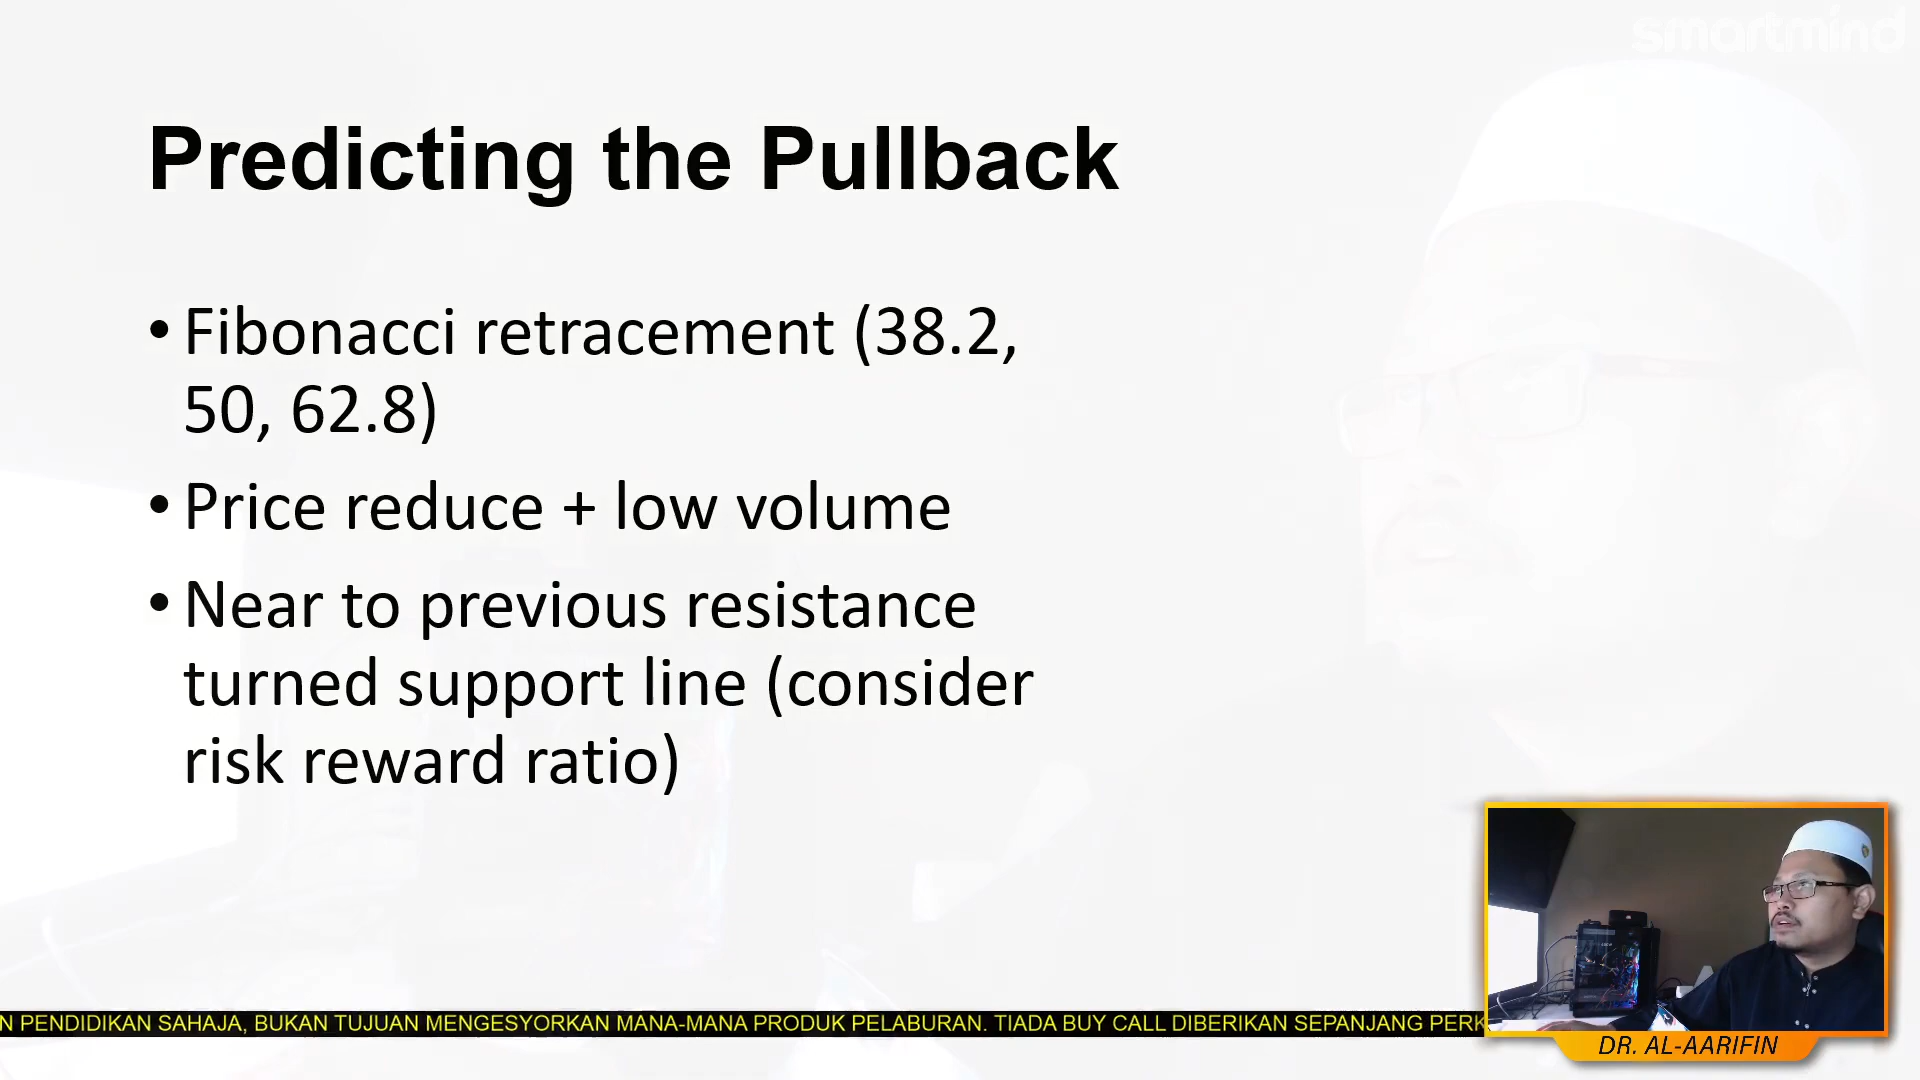 smartmind
Predicting the Pullback
• Fibonacci retracement (38.2,
50, 62.8)
• Price reduce + low volume
• Near to previous resistance
turned support line (consider
risk reward ratio)
N PENDIDIKAN SAHAJA, BUKAN TUJUAN MENGESYORKAN MANA-MANA PRODUK PELABURAN. TIADA BUY CALL DIBERIKAN SEPANJANG PERK
DR. AL-AARIFIN